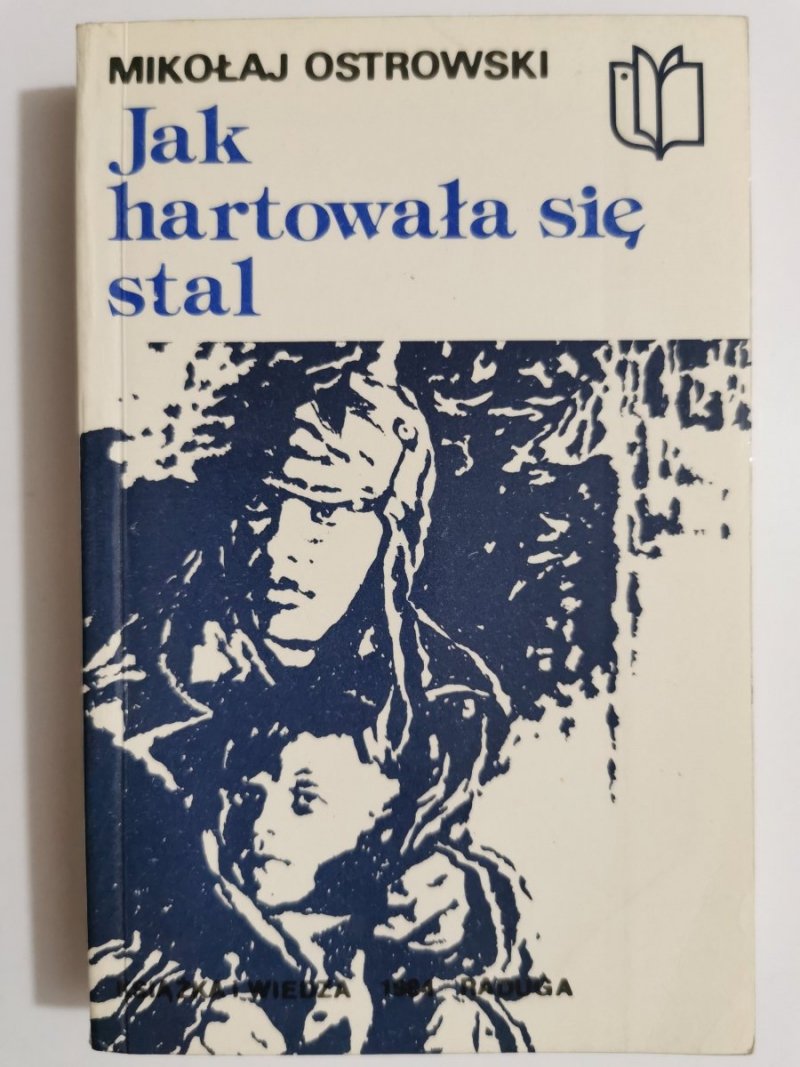 MIKOŁAJ OSTROWSKI
Jak
hartowała się
stal
KSIĄŻKA I WIEDZA 1984 RADUGA